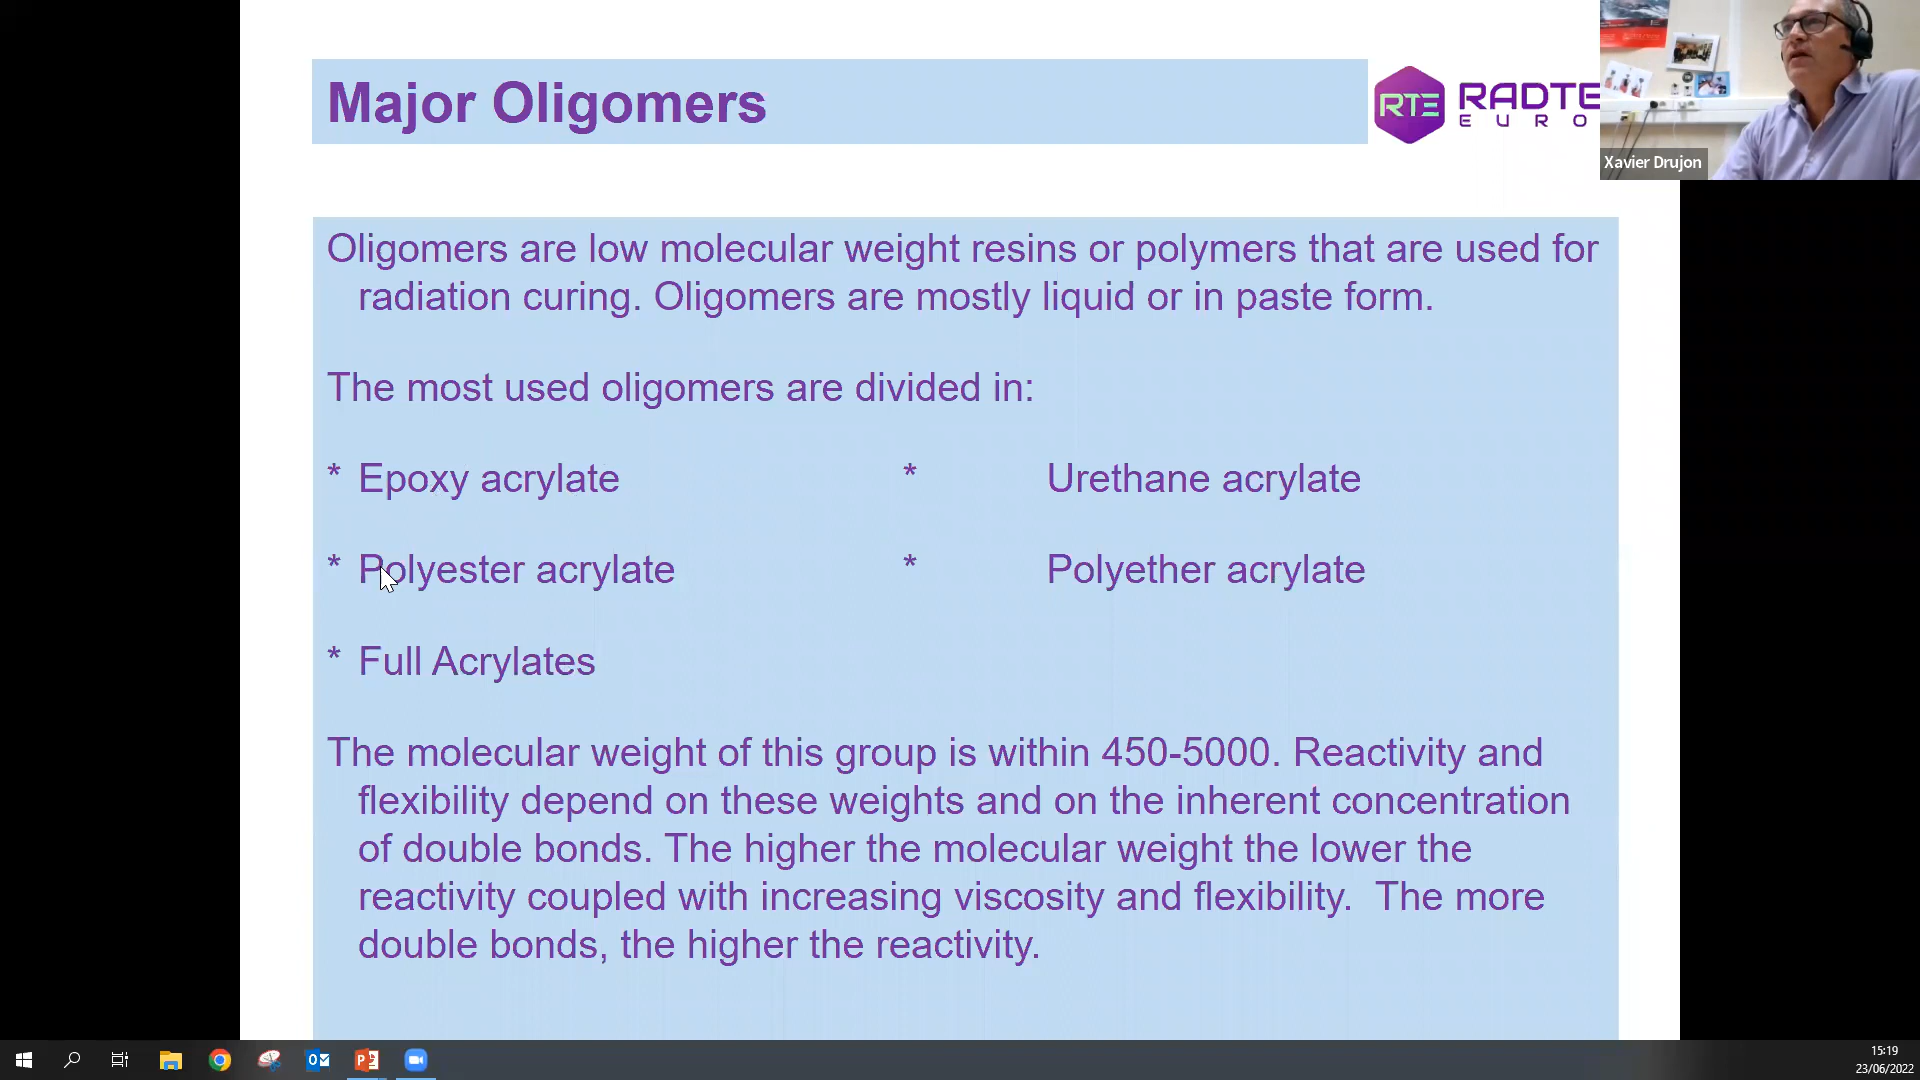 Major Oligomers
RTE RADTE
EURO
Xavier Drujon
Oligomers are low molecular weight resins or polymers that are used for
radiation curing. Oligomers are mostly liquid or in paste form.
The most used oligomers are divided in:
* Epoxy acrylate * Urethane acrylate
* Polyester acrylate * Polyether acrylate
* Full Acrylates
The molecular weight of this group is within 450-5000. Reactivity and
flexibility depend on these weights and on the inherent concentration
of double bonds. The higher the molecular weight the lower the
reactivity coupled with increasing viscosity and flexibility. The more
double bonds, the higher the reactivity.
15:19
23/06/2022